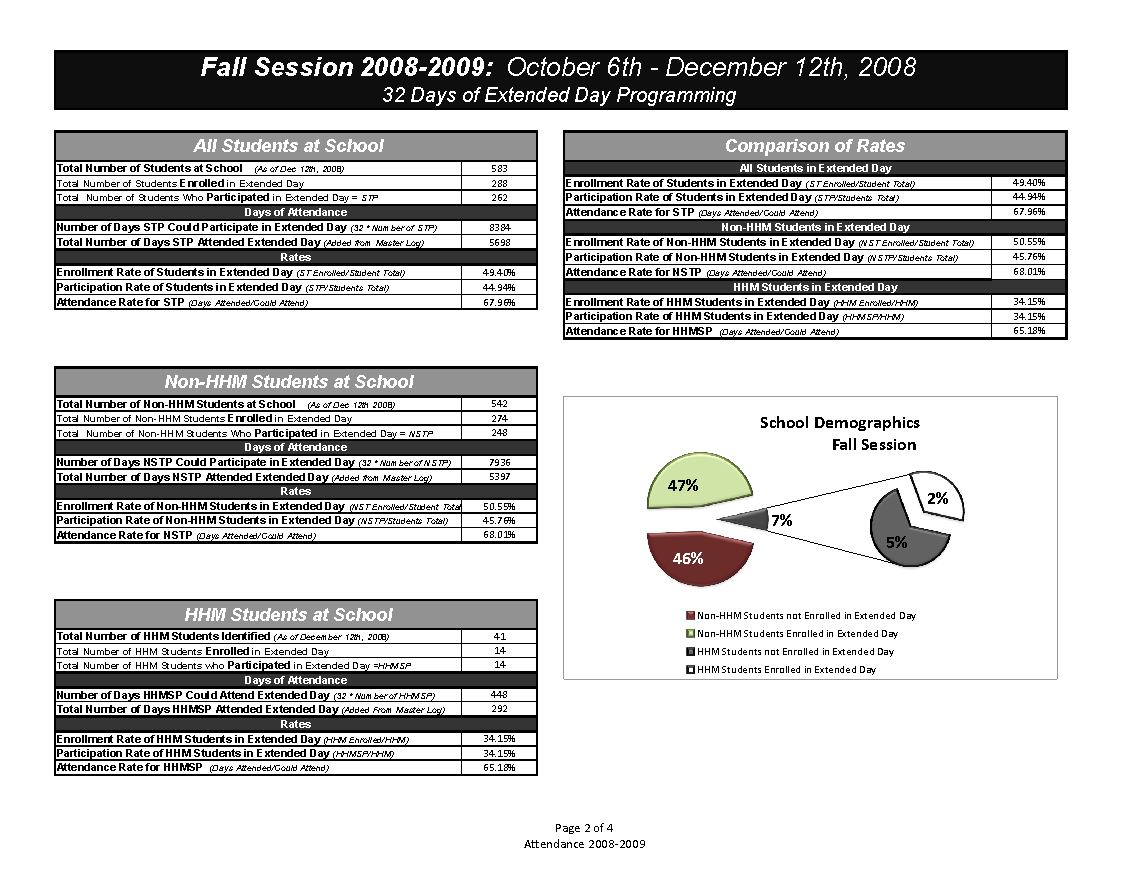 Fall Session 2008-2009: October 6th - December 12th, 2008
32 Days of Extended Day Programming
All Students at School
Total Number of Students at School (As of Dec 12th, 2008) 583
Total Number of Students Enrolled in Extended Day 288
Total Number of Students Who Participated in Extended Day = STP 262
Days of Attendance
Number of Days STP Could Participate in Extended Day (32 * Number of STP) 8384
Total Number of Days STP Attended Extended Day (Added from Master Log) 5698
Rates
Enrollment Rate of Students in Extended Day (ST Enrolled/Student Total) 49.40%
Participation Rate of Students in Extended Day (STP/Students Total) 44.94%
Attendance Rate for STP (Days Attended/Could Attend) 67.96%
Non-HHM Students at School
Total Number of Non-HHM Students at School (As of Dec 12th 2008) 542
Total Number of Non-HHM Students Enrolled in Extended Day 274
Total Number of Non-HHM Students Who Participated in Extended Day = NSTP 248
Days of Attendance
Number of Days NSTP Could Participate in Extended Day (32 * Number of NSTP) 7936
Total Number of Days NSTP Attended Extended Day (Added from Master Log) 5397
Rates
Enrollment Rate of Non-HHM Students in Extended Day (NST Enrolled/Student Total 50.55%
Participation Rate of Non-HHM Students in Extended Day (NSTP/Students Total) 45.76%
Attendance Rate for NSTP (Days Attended/Could Attend) 68.01%
HHM Students at School
Total Number of HHM Students Identified (As of December 12th, 2008) 41
Total Number of HHM Students Enrolled in Extended Day 14
Total Number of HHM Students who Participated in Extended Day =HHMSP 14
Days of Attendance
Number of Days HHMSP Could Attend Extended Day (32 * Number of HHMSP) 448
Total Number of Days HHMSP Attended Extended Day (Added From Master Log) 292
Rates
Enrollment Rate of HHM Students in Extended Day (HHM Enrolled/HHM) 34.15%
Participation Rate of HHM Students in Extended Day (HHMSP/HHM) 34.15%
Attendance Rate for HHMSP (Days Attended/Could Attend) 65.18%
Comparison of Rates
All Students in Extended Day
Enrollment Rate of Students in Extended Day (ST Enrolled/Student Total) 49.40%
Participation Rate of Students in Extended Day (STP/Students Total) 44.94%
Attendance Rate for STP (Days Attended/Could Attend) 67.96%
Non-HHM Students in Extended Day
Enrollment Rate of Non-HHM Students in Extended Day (NST Enrolled/Student Total) 50.55%
Participation Rate of Non-HHM Students in Extended Day (NSTP/Students Total) 45.76%
Attendance Rate for NSTP (Days Attended/Could Attend) 68.01%
HHM Students in Extended Day
Enrollment Rate of HHM Students in Extended Day (HHM Enrolled/HHM) 34.15%
Participation Rate of HHM Students in Extended Day (HHMSP/HHM) 34.15%
Attendance Rate for HHMSP (Days Attended/Could Attend) 65.18%
School Demographics
Fall Session
47%
2%
7%
5%
46%
Non-HHM Students not Enrolled in Extended Day
Non-HHM Students Enrolled in Extended Day
HHM Students not Enrolled in Extended Day
HHM Students Enrolled in Extended Day
Page 2 of 4
Attendance 2008-2009